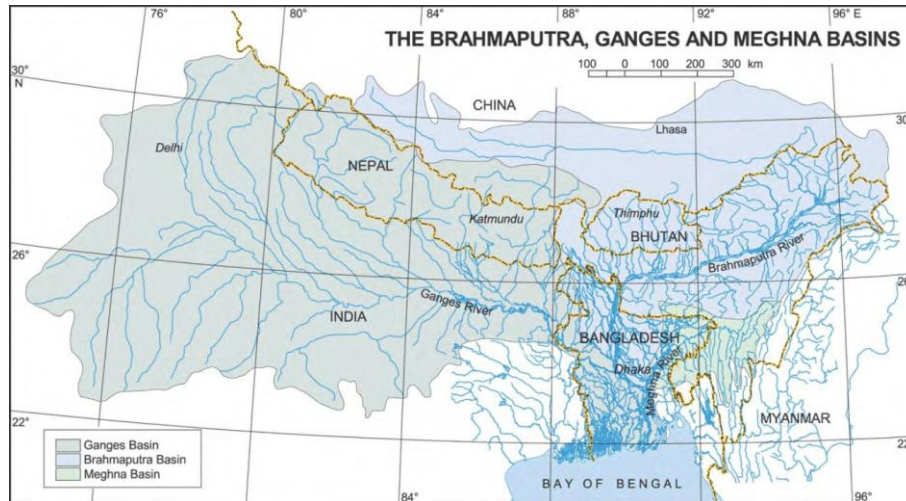 76°
80°
84°
88°
92°
96° E
THE BRAHMAPUTRA, GANGES AND MEGHNA BASINS
100 0 100 200 300 km
30°
N
CHINA
Lhasa
30
Delhi
NEPAL
Katmundu
Thimphu
BHUTAN
Brahmaputra River
26°
26
Ganges River
INDIA
BANGLADESH
Dhaka
Meghna River
MYANMAR
22°
22
Ganges Basin
Brahmaputra Basin
Meghna Basin
BAY OF BENGAL
84°
96°